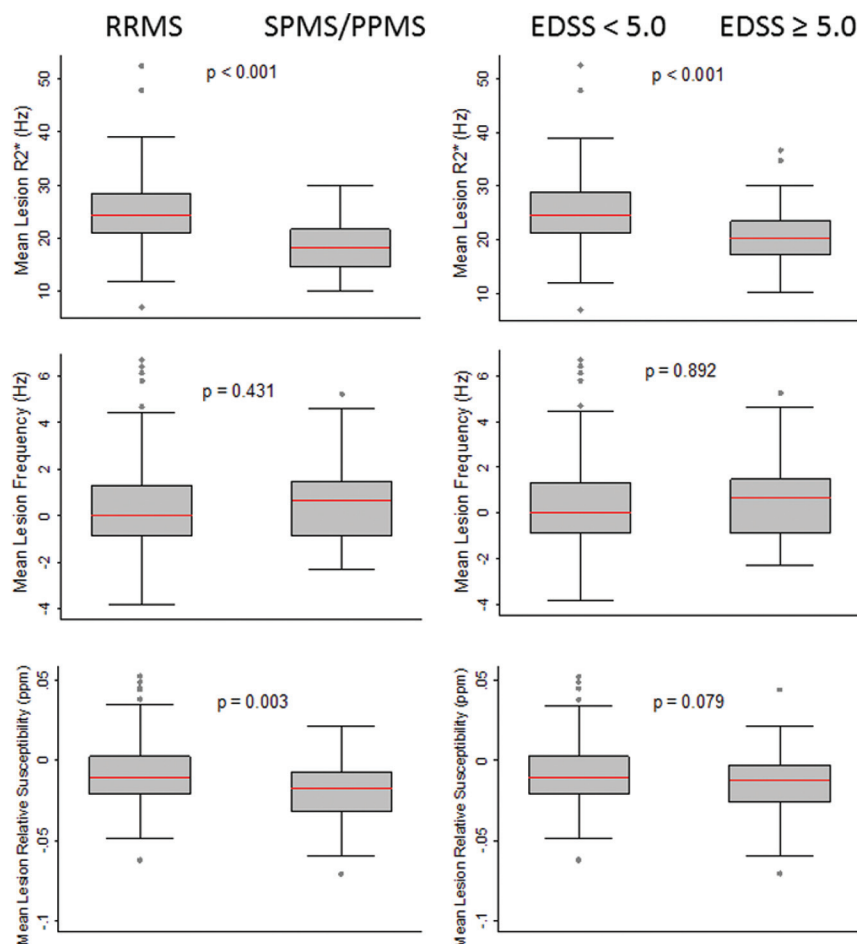 RRMS SPMS/PPMS EDSS < 5.0 EDSS ≥ 5.0
Mean Lesion R2* (Hz)
50
40
30
20
10
p < 0.001
Mean Lesion R2* (Hz)
50
40
30
20
10
p < 0.001
Mean Lesion Frequency (Hz)
6
4
2
0
-2
-4
p = 0.431
Mean Lesion Frequency (Hz)
6
4
2
0
-2
-4
p = 0.892
Mean Lesion Relative Susceptibility (ppm)
.05
0
-.05
-.1
p = 0.003
Mean Lesion Relative Susceptibility (ppm)
.05
0
-.05
-.1
p = 0.079